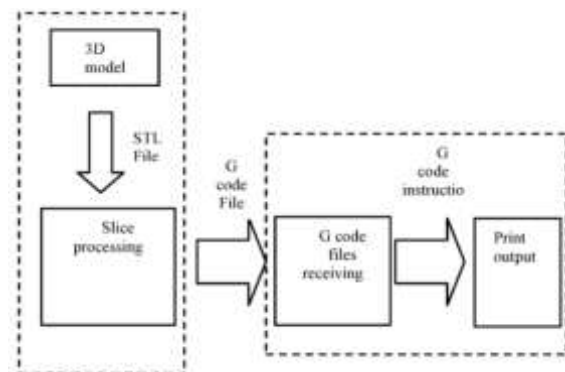 3D
model
STL
File
Slice
processing
G
code
File
G code
files
receiving
G
code
instructio
Print
output